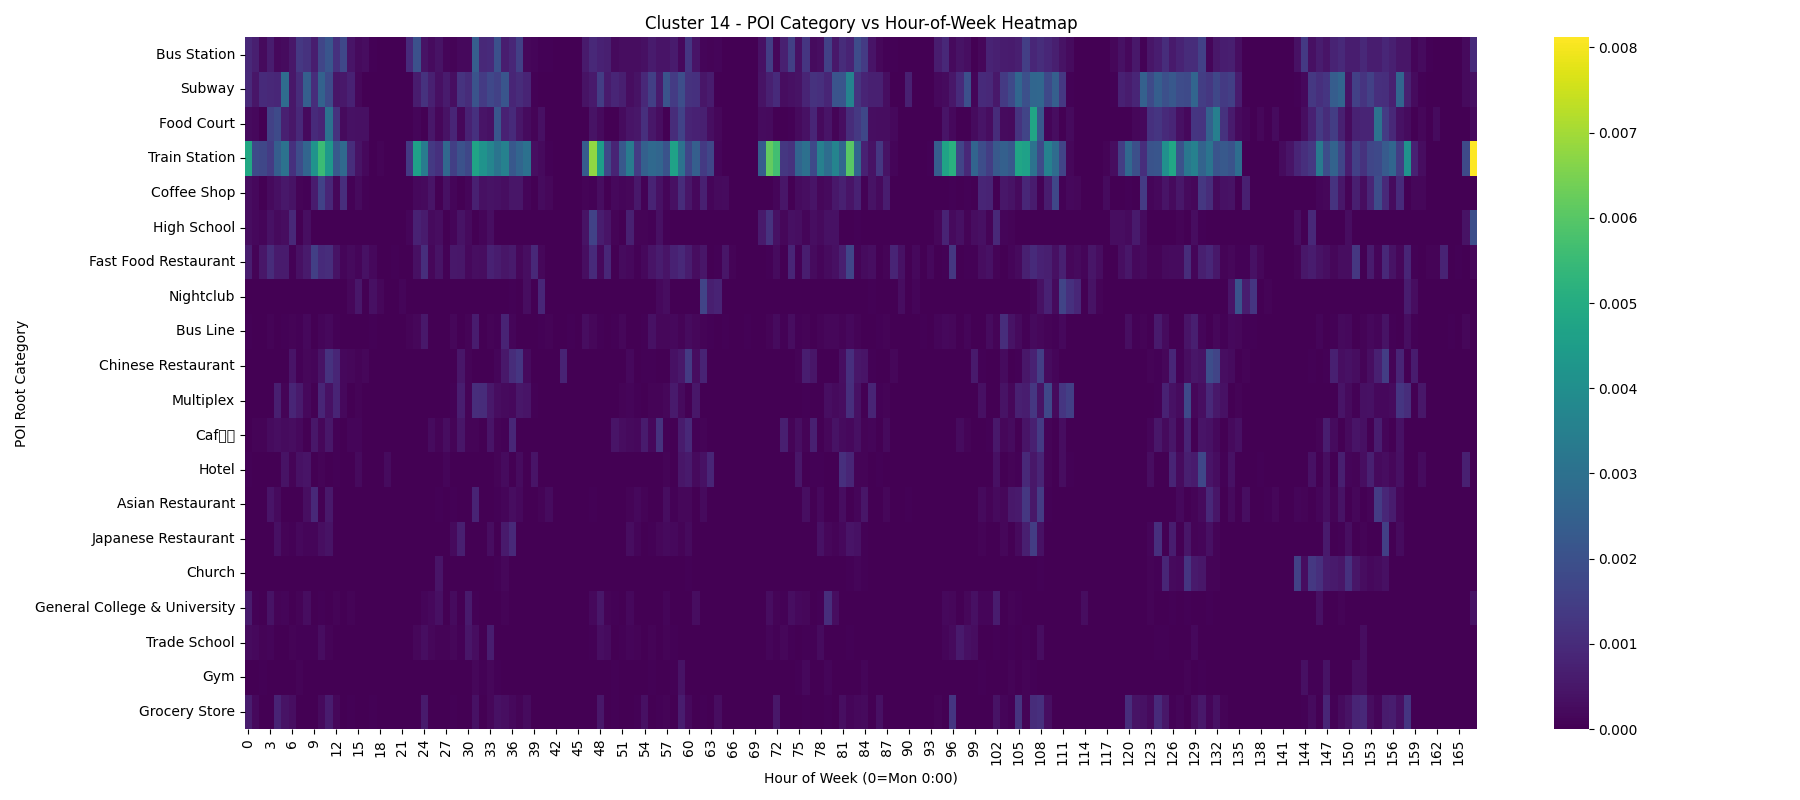 Cluster 14 - POI Category vs Hour-of-Week Heatmap
POI Root Category
Bus Station
Subway
Food Court
Train Station
Coffee Shop
High School
Fast Food Restaurant
Nightclub
Bus Line
Chinese Restaurant
Multiplex
Caf▯▯
Hotel
Asian Restaurant
Japanese Restaurant
Church
General College & University
Trade School
Gym
Grocery Store
0 3 6 9 12 15 18 21 24 27 30 33 36 39 42 45 48 51 54 57 60 63 66 69 72 75 78 81 84 87 90 93 96 99 102 105 108 111 114 117 120 123 126 129 132 135 138 141 144 147 150 153 156 159 162 165
Hour of Week (0=Mon 0:00)
0.008
0.007
0.006
0.005
0.004
0.003
0.002
0.001
0.000